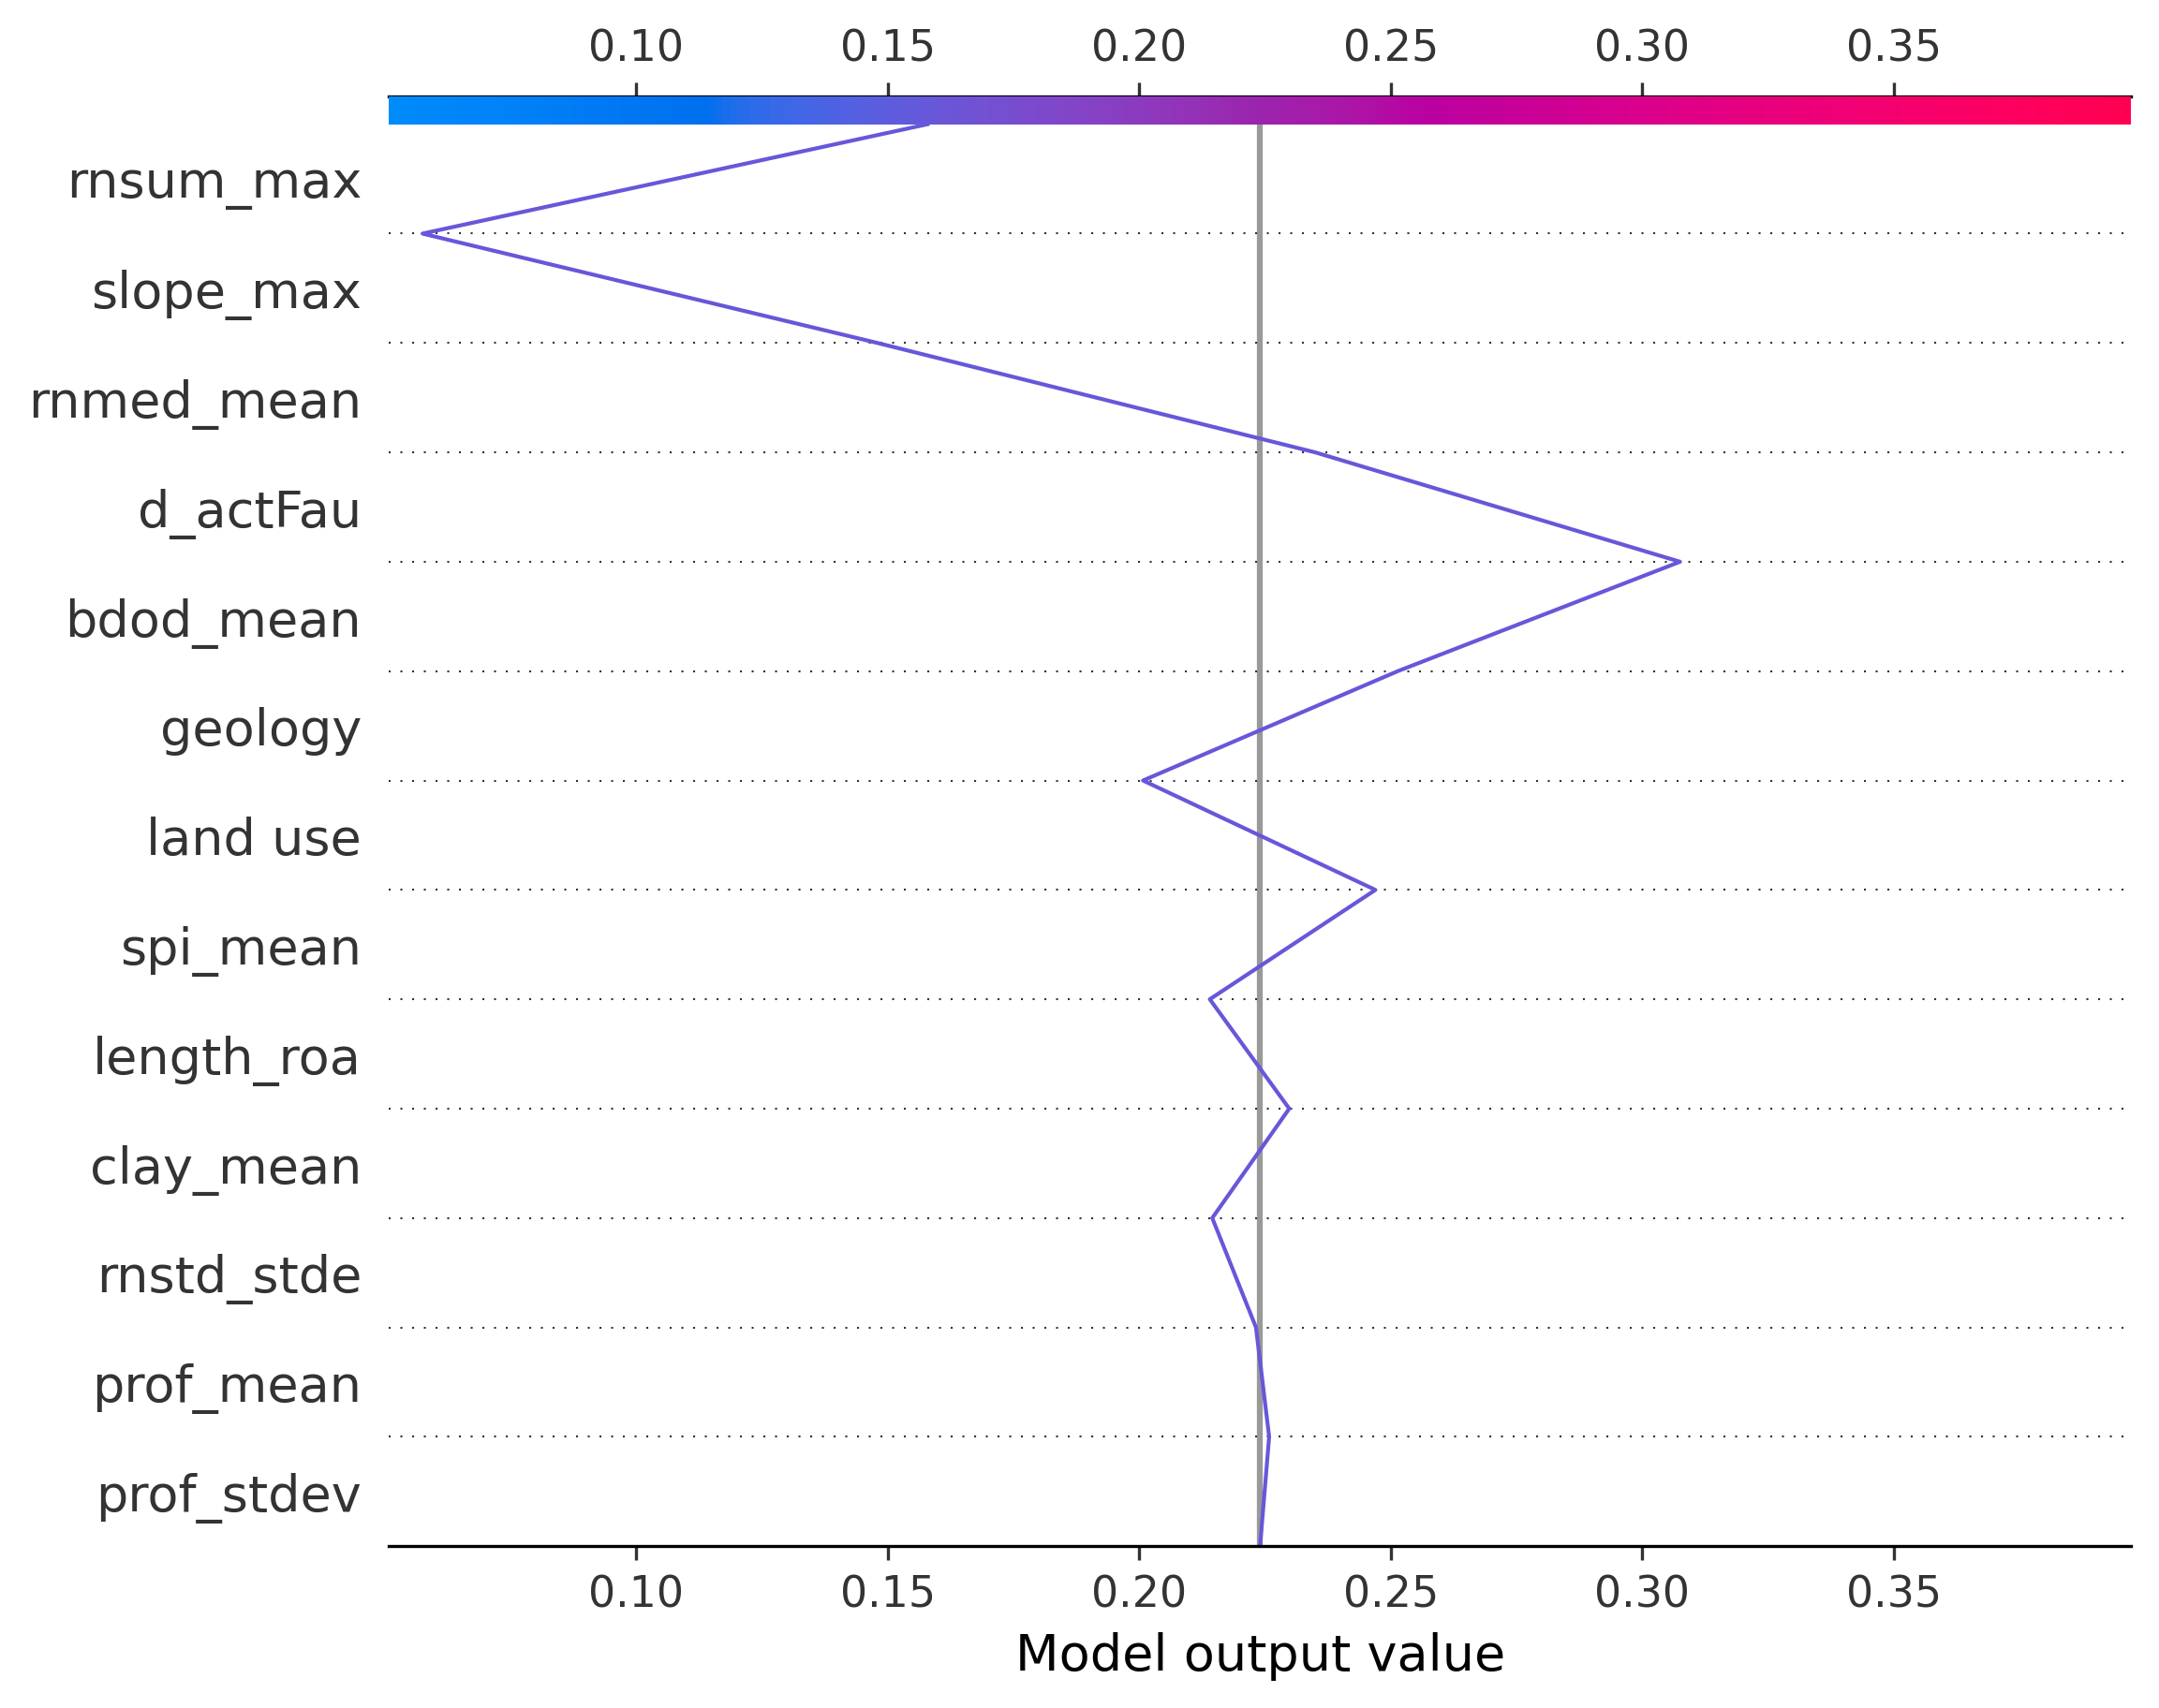 0.10 0.15 0.20 0.25 0.30 0.35
rnsum_max
slope_max
rnmed_mean
d_actFau
bdod_mean
geology
land use
spi_mean
length_roa
clay_mean
rnstd_stde
prof_mean
prof_stdev
0.10 0.15 0.20 0.25 0.30 0.35
Model output value